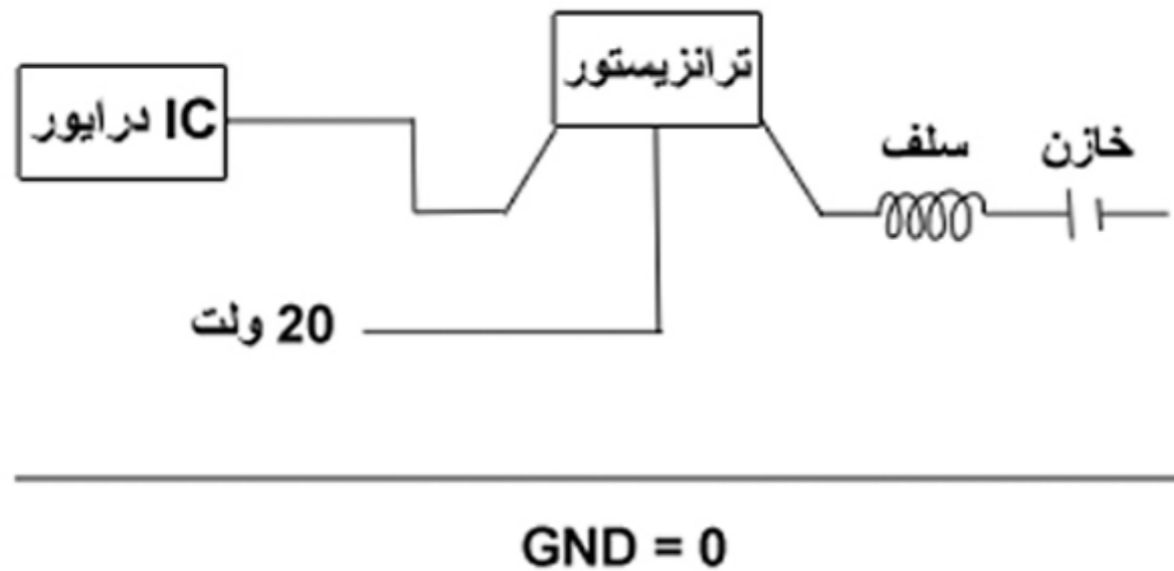 ترانزیستور
IC درایور
سلف
خازن
20 ولت
GND = 0